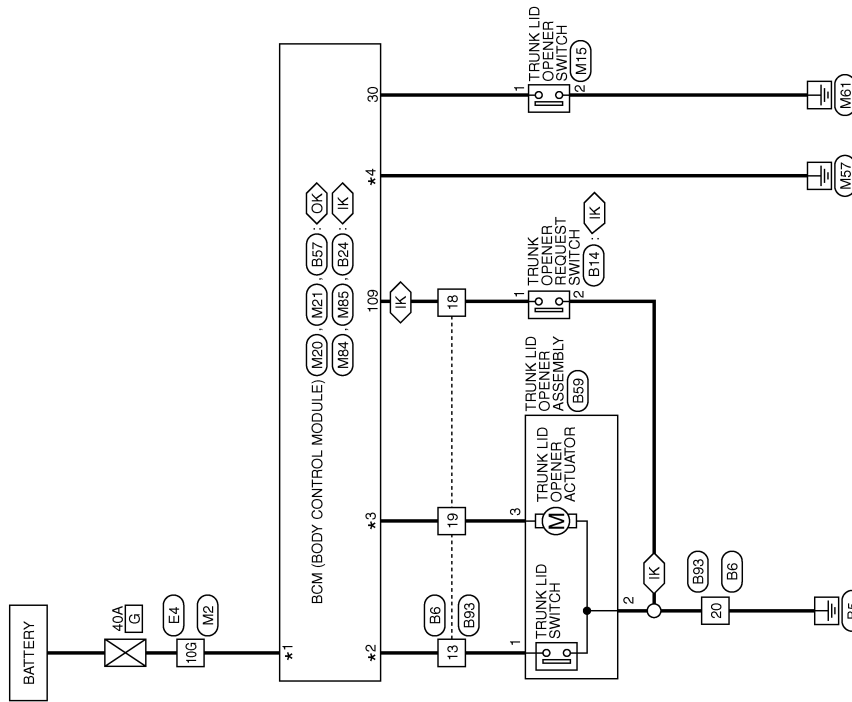 BATTERY
40A
G
E4
10G
M2
BCM (BODY CONTROL MODULE)
M20 , M21 , B57 : OK
M84 , M85 , B24 : IK
*1
*2
*3
109
*4
30
IK
B6
13
B93
19
18
1
TRUNK LID
SWITCH
3
TRUNK LID
OPENER
ACTUATOR
M
TRUNK LID
OPENER
ASSEMBLY
B59
2
1
TRUNK
OPENER
REQUEST
SWITCH
B14 : IK
2
1
TRUNK LID
OPENER
SWITCH
M15
2
IK
B93
20
B6
M57
M61